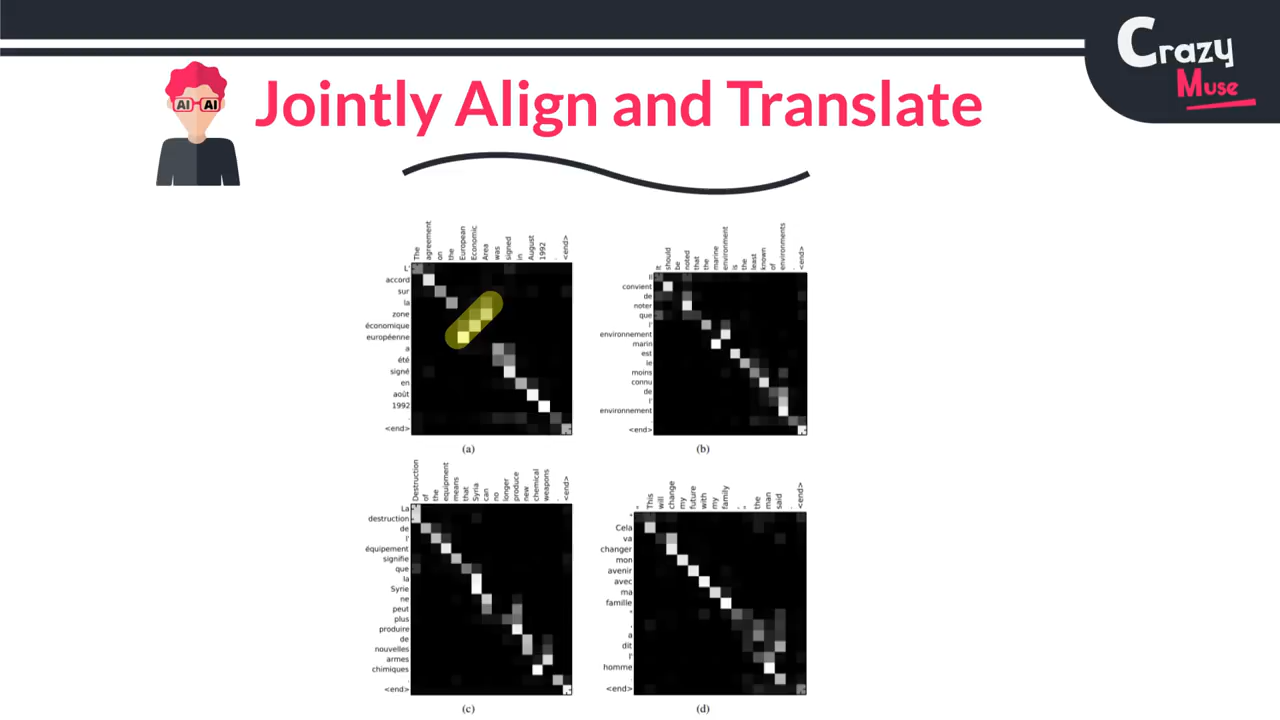 Crazy
Muse
AI AI
Jointly Align and Translate
The agreement on the European Economic Area was signed in August 1992 . <end>
L'
accord
sur
la
zone
économique
européenne
a
été
signé
en
août
1992
.
<end>
(a)
It should be noted that the marine environment is the least known of environments . <end>
Il
convient
de
noter
que
l'
environnement
marin
est
le
moins
connu
de
l'
environnement
.
<end>
(b)
Destruction of the equipment means that Syria can no longer produce new chemical weapons . <end>
La
destruction
de
l'
équipement
signifie
que
la
Syrie
ne
peut
plus
produire
de
nouvelles
armes
chimiques
.
<end>
(c)
" This will change my future with my family , " the man said . <end>
"
Cela
va
changer
mon
avenir
avec
ma
famille
"
,
a
dit
l'
homme
.
<end>
(d)